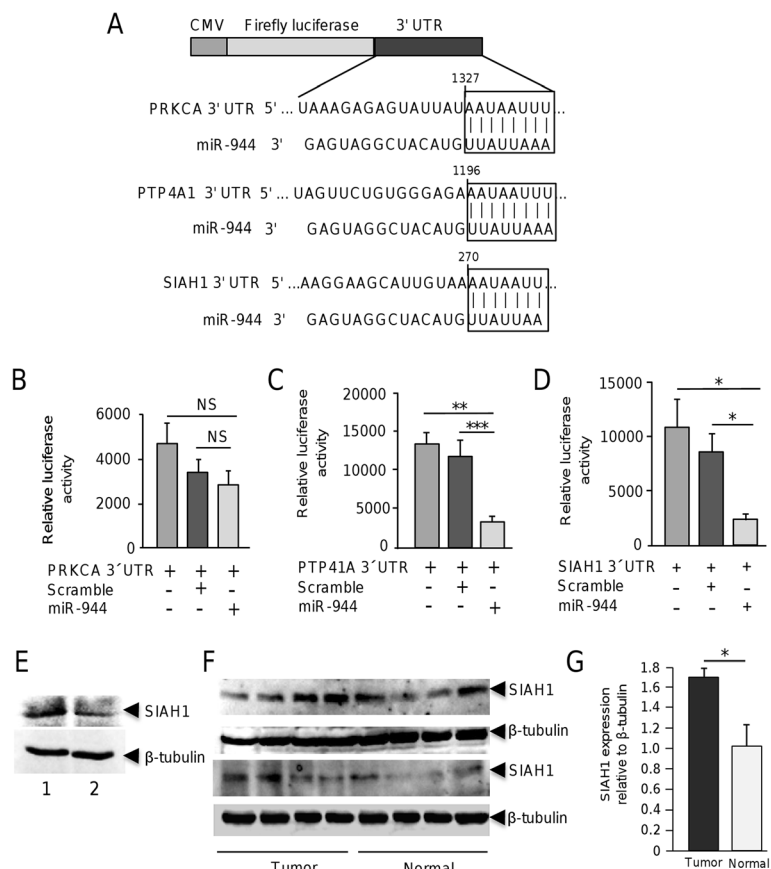 A
CMV Firefly luciferase 3' UTR
1327
PRKCA 3' UTR 5' ... UAAAGAGAGUAUUAUAAUAAUUU...
miR-944 3' GAGUAGGCUACAUGUUAUUAAA
1196
PTP4A1 3' UTR 5' ... UAGUUCUGUGGGAGAAAUAAUUU...
miR-944 3' GAGUAGGCUACAUGUUAUUAAA
270
SIAH1 3' UTR 5' ...AAGGAAGCAUUGUAAAAUAAUU...
miR-944 3' GAGUAGGCUACAUGUUAUUAA
B
Relative luciferase
activity
6000
4000
2000
0
NS
NS
PRKCA 3´UTR + + +
Scramble - + -
miR-944 - - +
C
Relative luciferase
activity
20000
15000
10000
5000
0
**
***
PTP41A 3´UTR + + +
Scramble - + -
miR-944 - - +
D
Relative luciferase
activity
15000
10000
5000
0
*
*
SIAH1 3´UTR + + +
Scramble - + -
miR-944 - - +
E
SIAH1
β-tubulin
1 2
F
SIAH1
β-tubulin
SIAH1
β-tubulin
Tumor Normal
G
SIAH1 expression
relative to β-tubulin
1.8
1.6
1.4
1.2
1.0
0.8
0.6
0.4
0.2
0
*
Tumor Normal